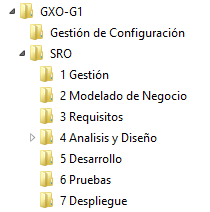 GXO-G1
Gestión de Configuración
SRO
1 Gestión
2 Modelado de Negocio
3 Requisitos
4 Analisis y Diseño
5 Desarrollo
6 Pruebas
7 Despliegue